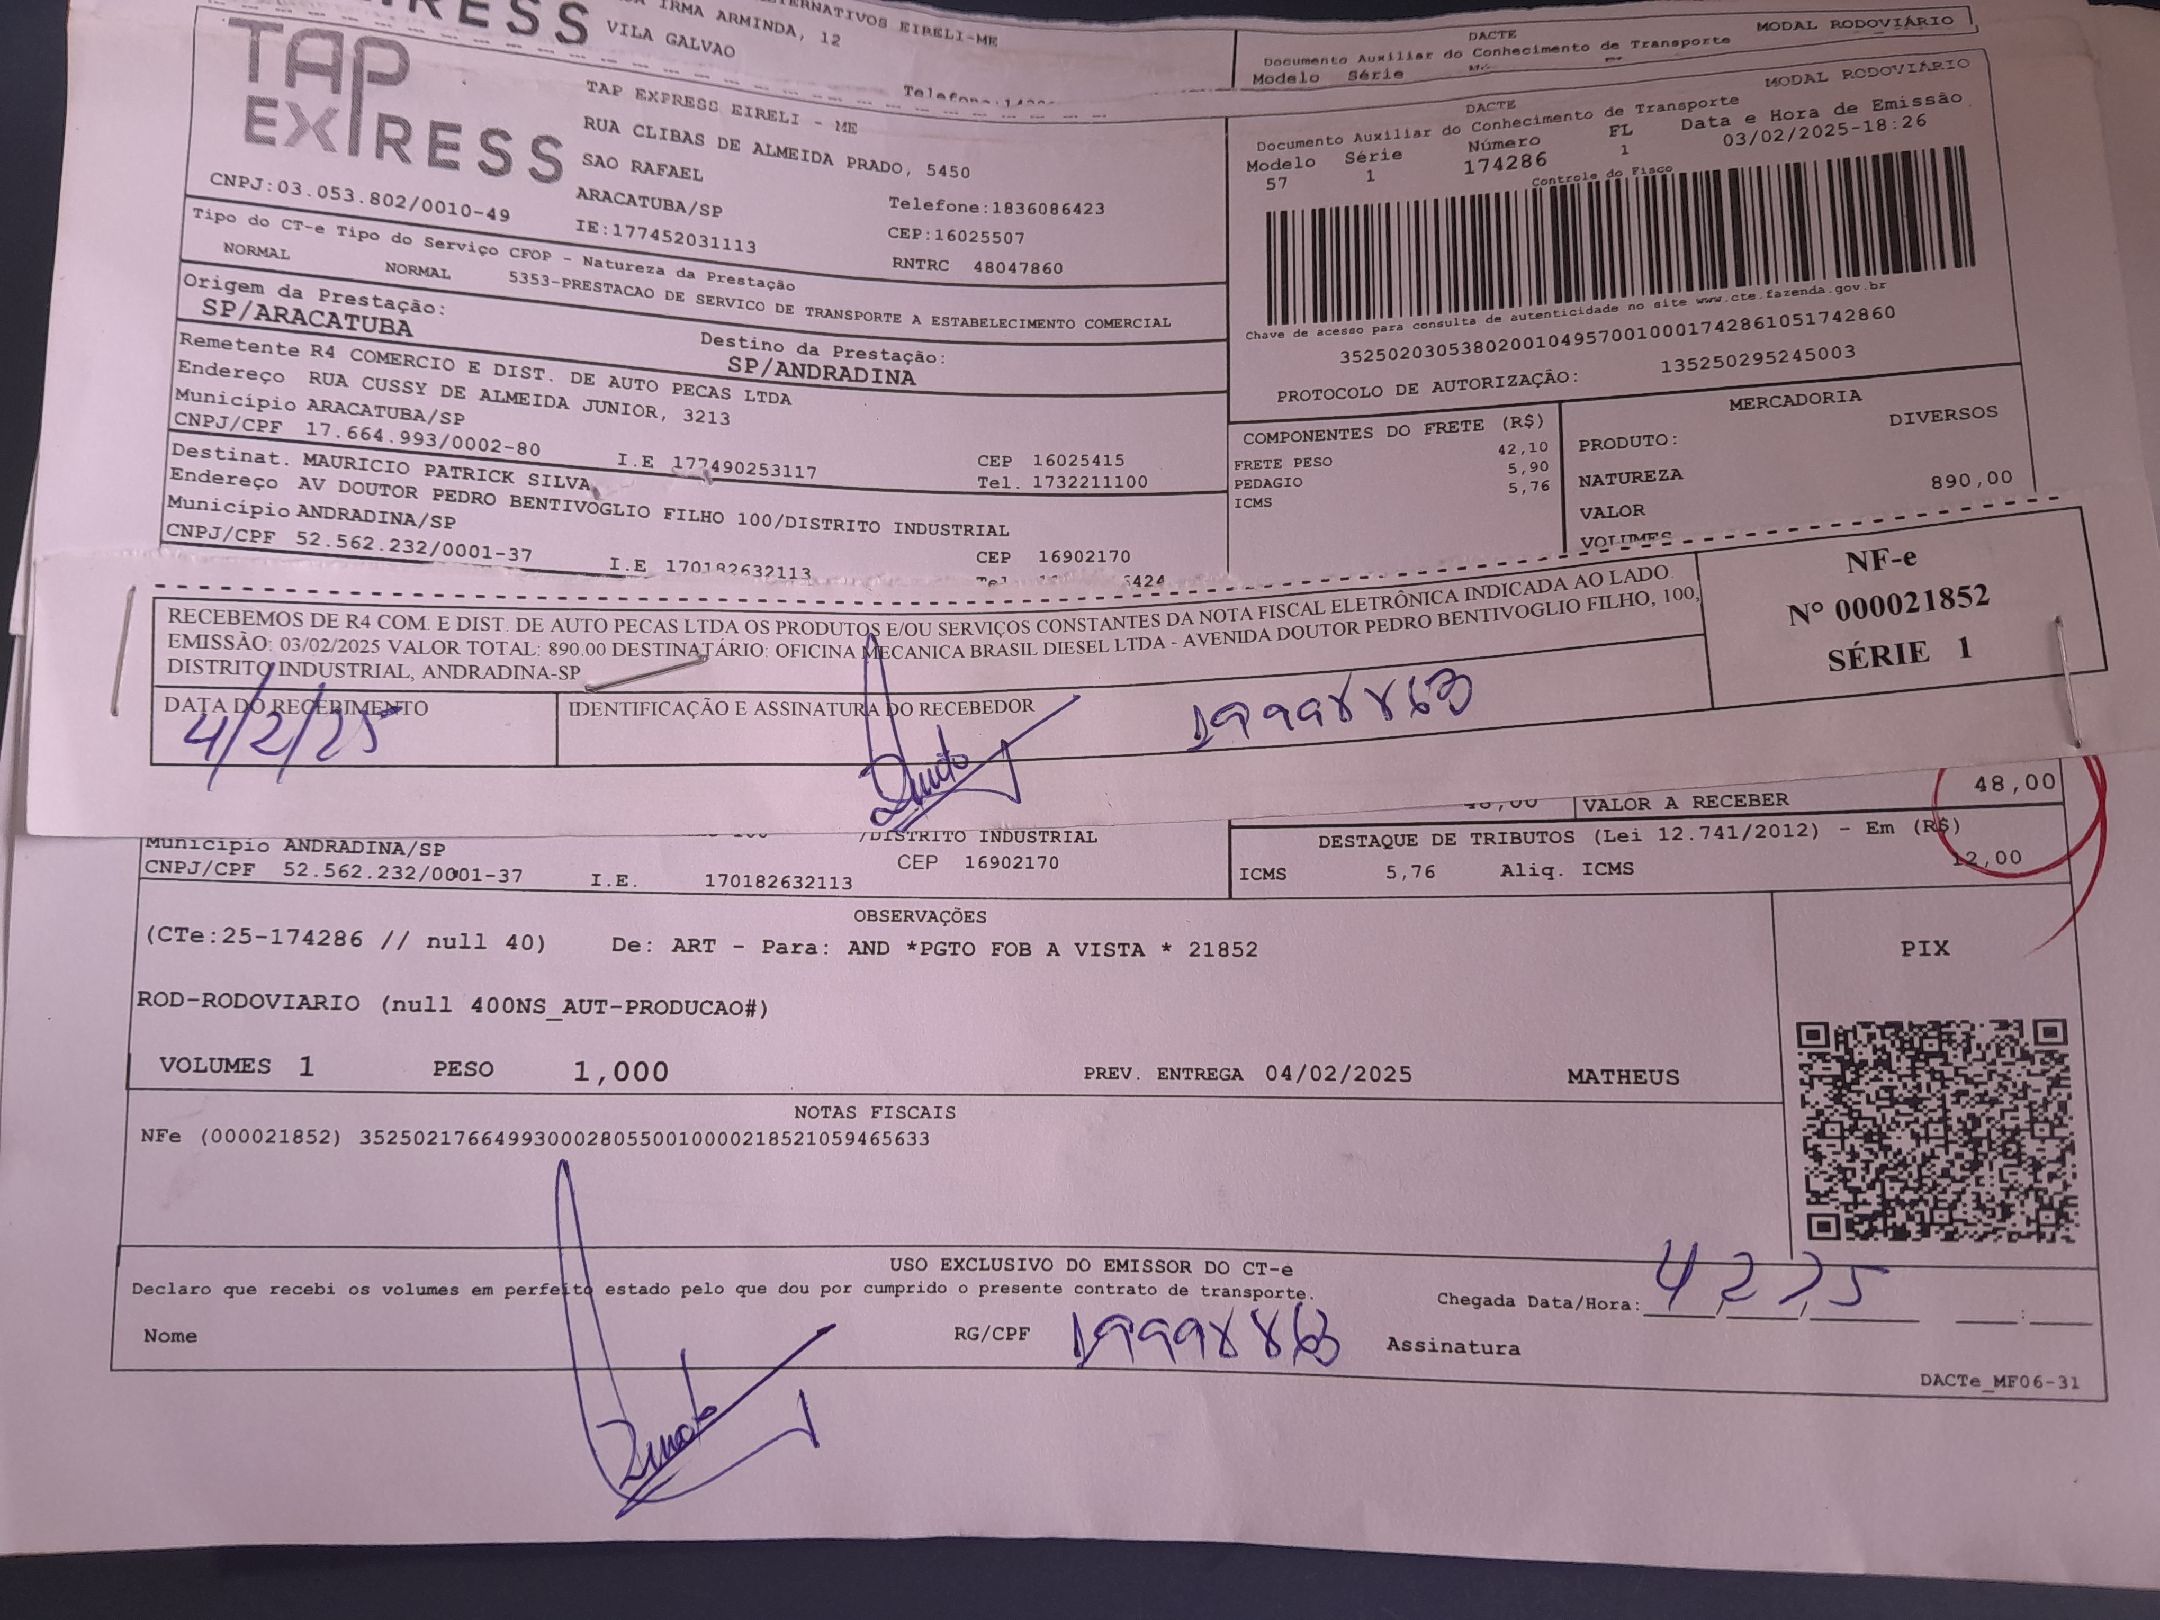 IRMA ARMINDA, 12
VILA GALVAO
DACTE
MODAL RODOVIÁRIO
Documento Auxiliar do Conhecimento de Transporte
Modelo Série
TAP EXPRESS
TAP EXPRESS EIRELI - ME
RUA CLIBAS DE ALMEIDA PRADO, 5450
SAO RAFAEL
ARACATUBA/SP
Telefone:1836086423
CNPJ:03.053.802/0010-49
IE:177452031113
CEP:16025507
RNTRC 48047860
MODAL RODOVIÁRIO
DACTE
Documento Auxiliar do Conhecimento de Transporte
Modelo Série Número FL Data e Hora de Emissão
57 1 174286 1 03/02/2025-18:26
Controle do Fisco
Chave de acesso para consulta de autenticidade no site www.cte.fazenda.gov.br
35250203053802001049570010001742861051742860
PROTOCOLO DE AUTORIZAÇÃO: 135250295245003
Tipo do CT-e Tipo do Serviço CFOP - Natureza da Prestação
NORMAL NORMAL 5353-PRESTACAO DE SERVICO DE TRANSPORTE A ESTABELECIMENTO COMERCIAL
Origem da Prestação: Destino da Prestação:
SP/ARACATUBA SP/ANDRADINA
Remetente R4 COMERCIO E DIST. DE AUTO PECAS LTDA
Endereço RUA CUSSY DE ALMEIDA JUNIOR, 3213
Município ARACATUBA/SP CEP 16025415
CNPJ/CPF 17.664.993/0002-80 I.E 177490253117 Tel. 1732211100
Destinat. MAURICIO PATRICK SILVA
Endereço AV DOUTOR PEDRO BENTIVOGLIO FILHO 100/DISTRITO INDUSTRIAL
Município ANDRADINA/SP CEP 16902170
CNPJ/CPF 52.562.232/0001-37 I.E 170182632113
COMPONENTES DO FRETE (R$)
FRETE PESO 42,10
PEDAGIO 5,90
ICMS 5,76
MERCADORIA
PRODUTO: DIVERSOS
NATUREZA
VALOR 890,00
VOLUMES
RECEBEMOS DE R4 COM. E DIST. DE AUTO PECAS LTDA OS PRODUTOS E/OU SERVIÇOS CONSTANTES DA NOTA FISCAL ELETRÔNICA INDICADA AO LADO.
EMISSÃO: 03/02/2025 VALOR TOTAL: 890.00 DESTINATÁRIO: OFICINA MECANICA BRASIL DIESEL LTDA - AVENIDA DOUTOR PEDRO BENTIVOGLIO FILHO, 100,
DISTRITO INDUSTRIAL, ANDRADINA-SP
NF-e
Nº 000021852
SÉRIE 1
DATA DO RECEBIMENTO
4/2/25
IDENTIFICAÇÃO E ASSINATURA DO RECEBEDOR
VALOR A RECEBER 48,00
/DISTRITO INDUSTRIAL
Município ANDRADINA/SP CEP 16902170
CNPJ/CPF 52.562.232/0001-37 I.E. 170182632113
DESTAQUE DE TRIBUTOS (Lei 12.741/2012) - Em (R$)
ICMS 5,76 Aliq. ICMS 12,00
OBSERVAÇÕES
(CTe:25-174286 // null 40) De: ART - Para: AND *PGTO FOB A VISTA * 21852
ROD-RODOVIARIO (null 400NS_AUT-PRODUCAO#)
PIX
VOLUMES 1 PESO 1,000 PREV. ENTREGA 04/02/2025 MATHEUS
NOTAS FISCAIS
NFe (000021852) 35250217664993000280550010000218521059465633
USO EXCLUSIVO DO EMISSOR DO CT-e
Declaro que recebi os volumes em perfeito estado pelo que dou por cumprido o presente contrato de transporte.
Chegada Data/Hora: 4 2 25
Nome RG/CPF Assinatura
DACTe_MF06-31